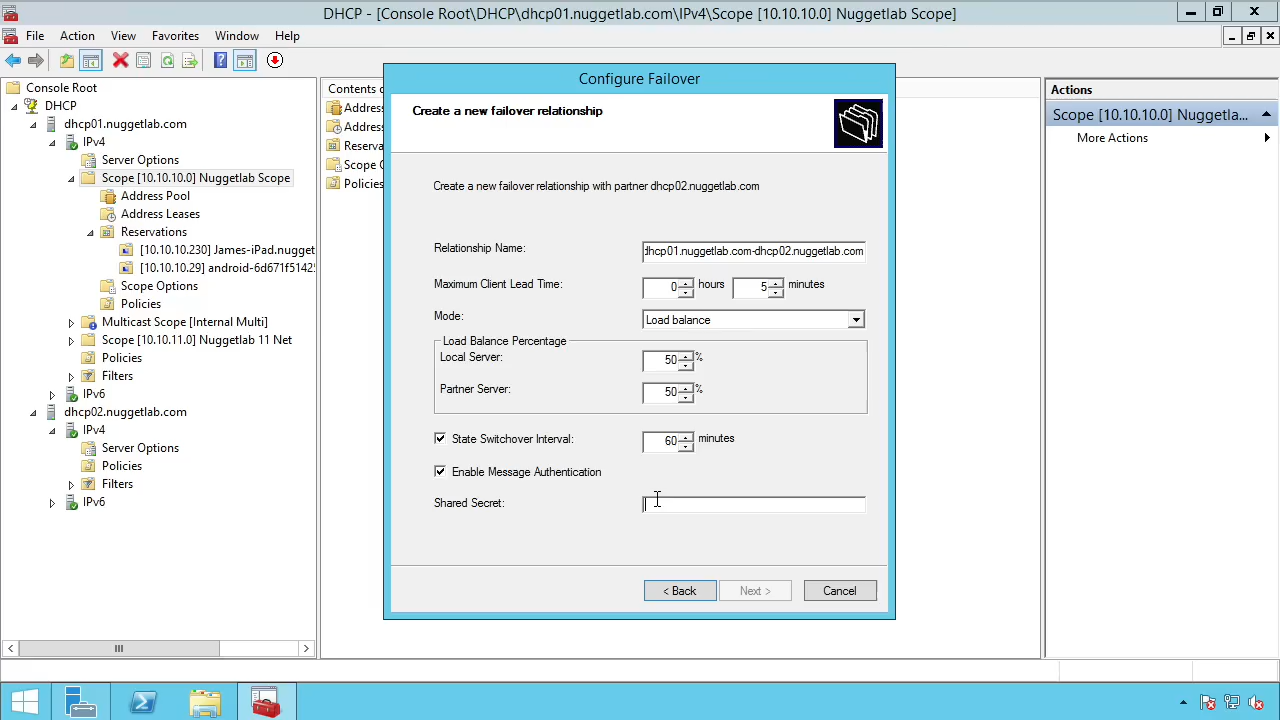 DHCP - [Console Root\DHCP\dhcp01.nuggetlab.com\IPv4\Scope [10.10.10.0] Nuggetlab Scope]
File Action View Favorites Window Help
Console Root
DHCP
dhcp01.nuggetlab.com
IPv4
Server Options
Scope [10.10.10.0] Nuggetlab Scope
Address Pool
Address Leases
Reservations
[10.10.10.230] James-iPad.nugget
[10.10.10.29] android-6d671f5142
Scope Options
Policies
Multicast Scope [Internal Multi]
Scope [10.10.11.0] Nuggetlab 11 Net
Policies
Filters
IPv6
dhcp02.nuggetlab.com
IPv4
Server Options
Policies
Filters
IPv6
Contents
Address
Address
Reserva
Scope O
Policies
Configure Failover
Create a new failover relationship
Create a new failover relationship with partner dhcp02.nuggetlab.com
Relationship Name: dhcp01.nuggetlab.com-dhcp02.nuggetlab.com
Maximum Client Lead Time: 0 hours 5 minutes
Mode: Load balance
Load Balance Percentage
Local Server: 50 %
Partner Server: 50 %
State Switchover Interval: 60 minutes
Enable Message Authentication
Shared Secret:
< Back Next > Cancel
Actions
Scope [10.10.10.0] Nuggetla...
More Actions